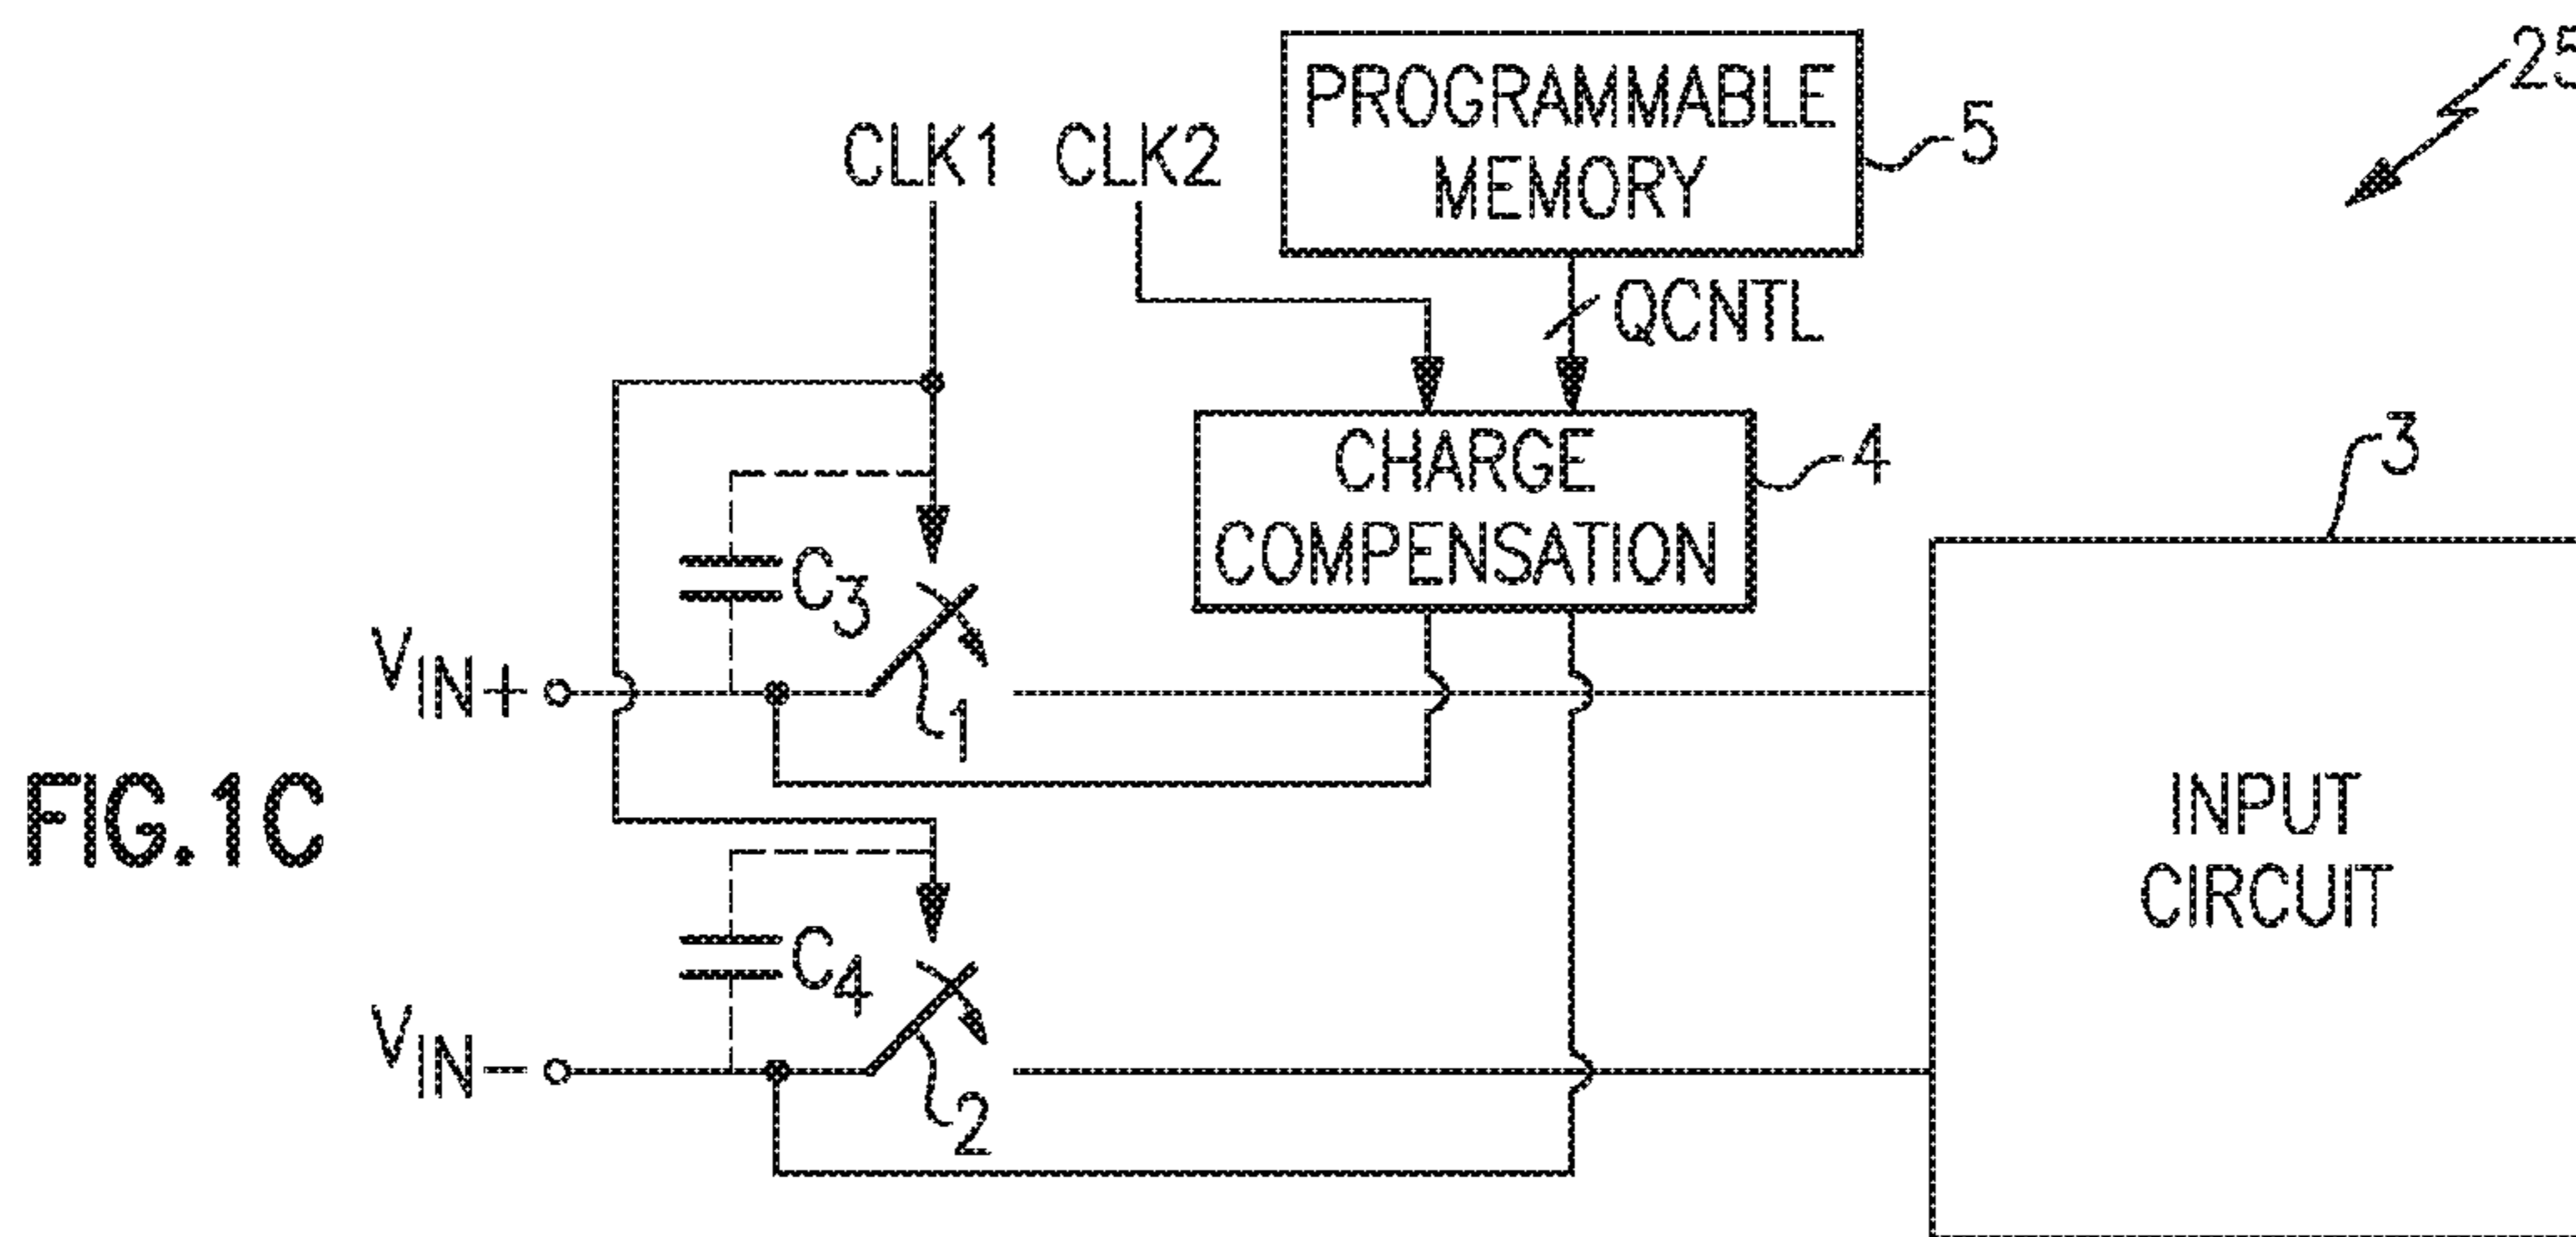 25
PROGRAMMABLE
MEMORY
5
CLK1 CLK2
QCNTL
3
CHARGE
COMPENSATION
4
C3
VIN+
1
FIG.1C
INPUT
CIRCUIT
C4
VIN−
2